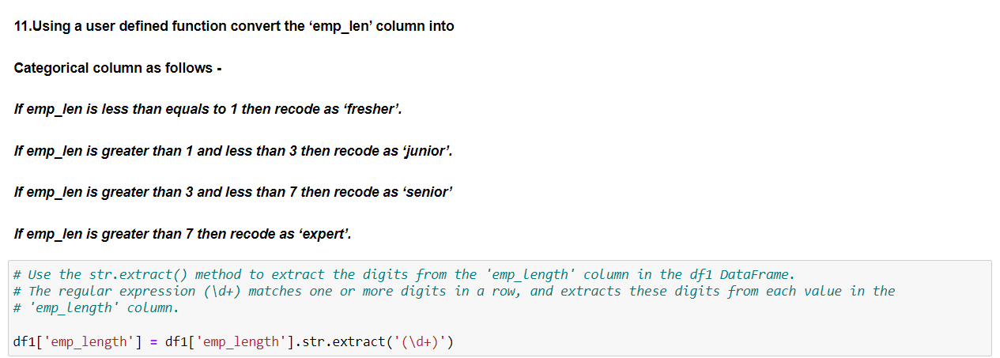 11.Using a user defined function convert the ‘emp_len’ column into
Categorical column as follows -
If emp_len is less than equals to 1 then recode as ‘fresher’.
If emp_len is greater than 1 and less than 3 then recode as ‘junior’.
If emp_len is greater than 3 and less than 7 then recode as ‘senior’
If emp_len is greater than 7 then recode as ‘expert’.
# Use the str.extract() method to extract the digits from the 'emp_length' column in the df1 DataFrame.
# The regular expression (\d+) matches one or more digits in a row, and extracts these digits from each value in the
# 'emp_length' column.
df1['emp_length'] = df1['emp_length'].str.extract('(\d+)')